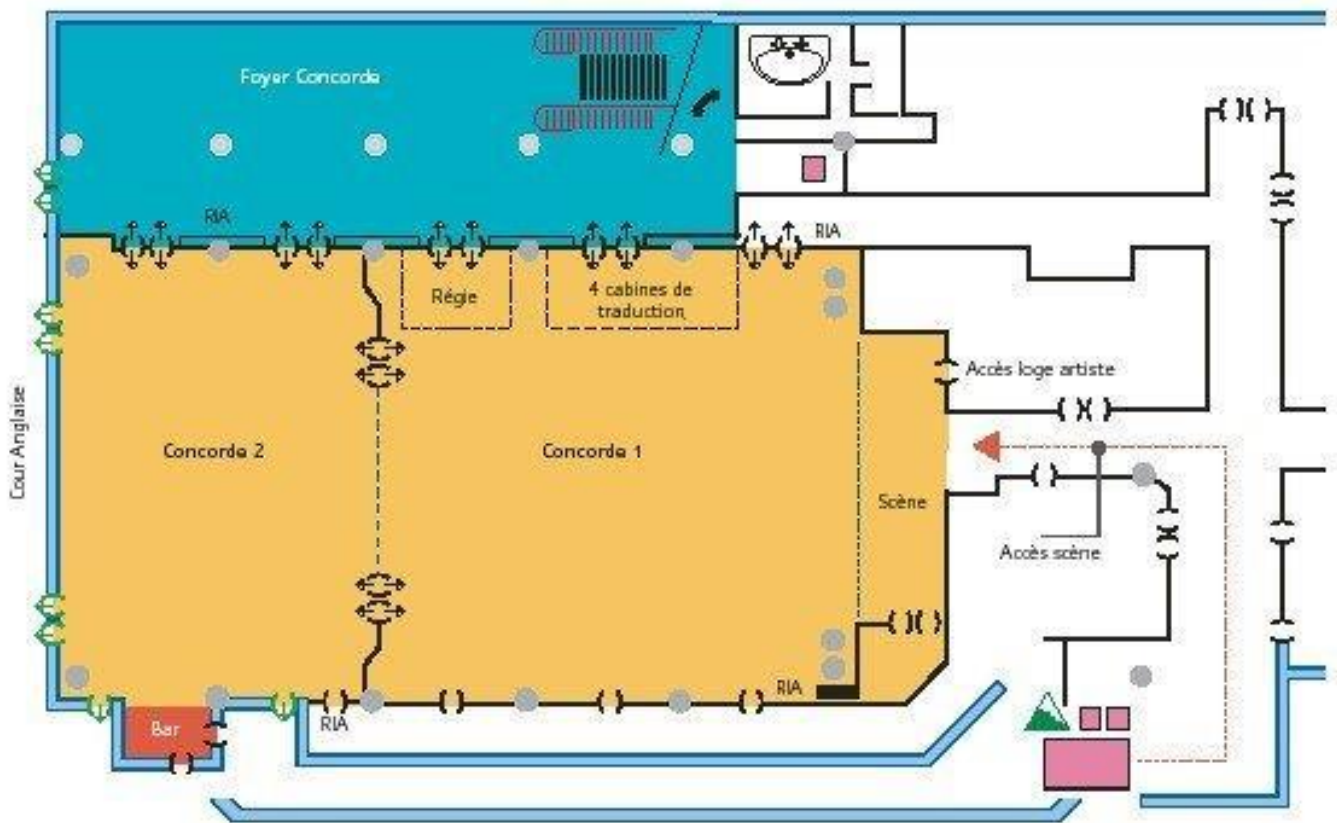 Foyer Concorde
RIA
RIA
Régie
4 cabines de
traduction
Accès loge artiste
Cour Anglaise
Concorde 2
Concorde 1
Scène
Accès scène
RIA
RIA
Bar